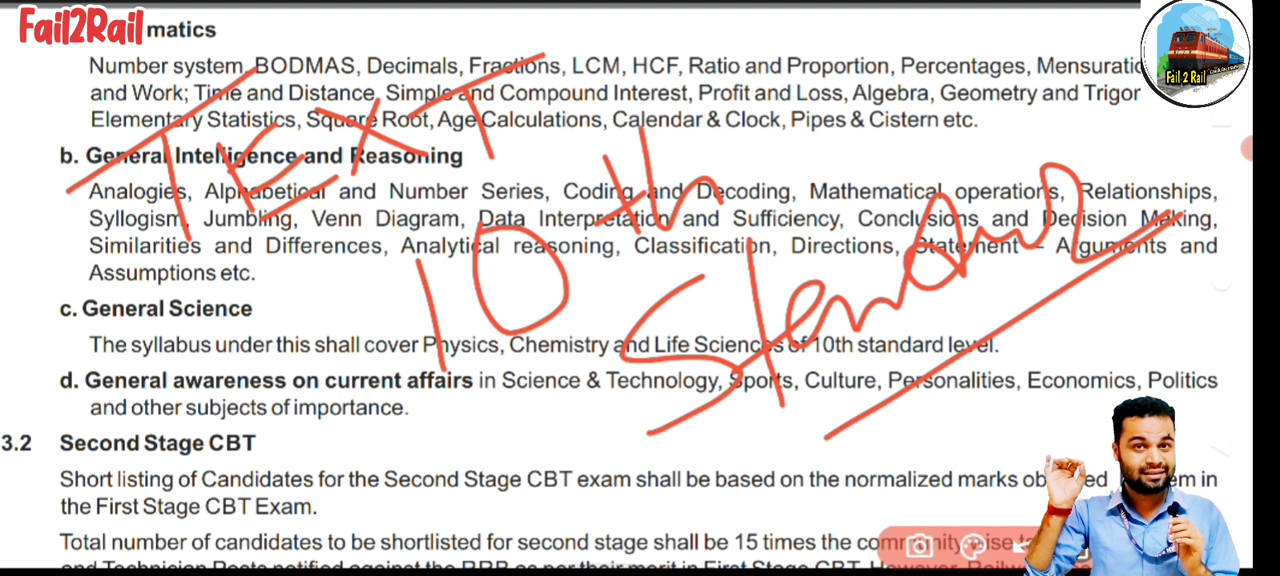 Fail2Rail
matics
Fail 2 Rail
Number system, BODMAS, Decimals, Fractions, LCM, HCF, Ratio and Proportion, Percentages, Mensuratio
and Work; Time and Distance, Simple and Compound Interest, Profit and Loss, Algebra, Geometry and Trigor
Elementary Statistics, Square Root, Age Calculations, Calendar & Clock, Pipes & Cistern etc.
TEXT
b. General Intelligence and Reasoning
Analogies, Alphabetical and Number Series, Coding and Decoding, Mathematical operations, Relationships,
Syllogism, Jumbling, Venn Diagram, Data Interpretation and Sufficiency, Conclusions and Decision Making,
Similarities and Differences, Analytical reasoning, Classification, Directions, Statement – Arguments and
Assumptions etc.
10th
c. General Science
The syllabus under this shall cover Physics, Chemistry and Life Sciences of 10th standard level.
d. General awareness on current affairs in Science & Technology, Sports, Culture, Personalities, Economics, Politics
and other subjects of importance.
3.2 Second Stage CBT
Short listing of Candidates for the Second Stage CBT exam shall be based on the normalized marks ob ed em in
the First Stage CBT Exam.
Total number of candidates to be shortlisted for second stage shall be 15 times the community wise